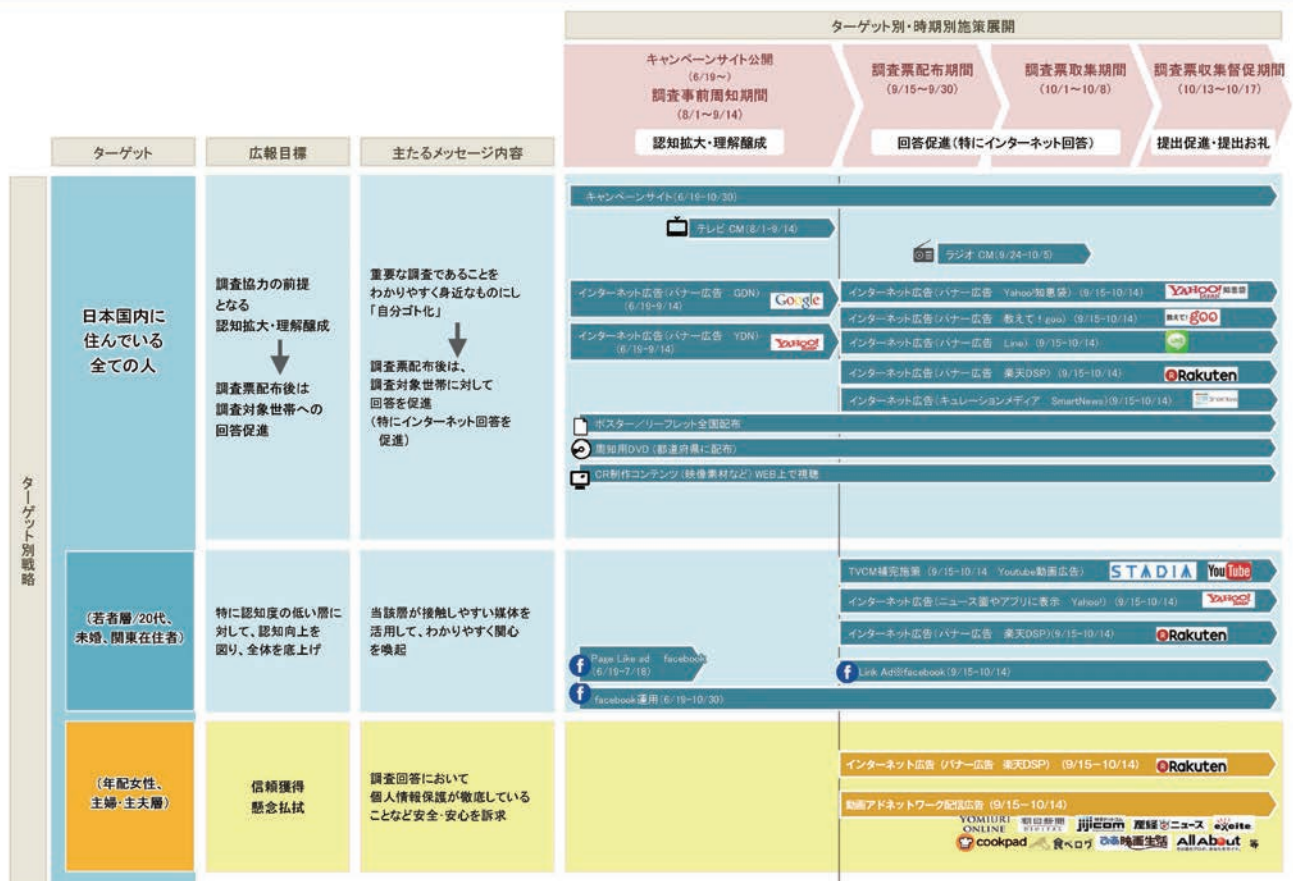 ターゲット別・時期別施策展開
キャンペーンサイト公開
(6/19～)
調査事前周知期間
(8/1～9/14)
認知拡大・理解醸成
調査票配布期間
(9/15～9/30)
調査票取集期間
(10/1～10/8)
回答促進(特にインターネット回答)
調査票収集督促期間
(10/13～10/17)
提出促進・提出お礼
ターゲット
広報目標
主たるメッセージ内容
ターゲット別戦略
日本国内に
住んでいる
全ての人
調査協力の前提
となる
認知拡大・理解醸成
調査票配布後は
調査対象世帯への
回答促進
重要な調査であることを
わかりやすく身近なものにし
「自分ゴト化」
調査票配布後は、
調査対象世帯に対して
回答を促進
(特にインターネット回答を
促進)
キャンペーンサイト(6/19-10/30)
テレビ CM(8/1-9/14)
ラジオ CM(9/24-10/5)
インターネット広告(バナー広告 GDN)
(6/19-9/14)
Google
インターネット広告(バナー広告 YDN)
(6/19-9/14)
YAHOO!
JAPAN
インターネット広告(バナー広告 Yahoo!知恵袋) (9/15-10/14)
YAHOO!知恵袋
JAPAN
インターネット広告(バナー広告 教えて!goo) (9/15-10/14)
教えて!goo
インターネット広告(バナー広告 Line) (9/15-10/14)
LINE
インターネット広告(バナー広告 楽天DSP) (9/15-10/14)
Rakuten
インターネット広告(キュレーションメディア SmartNews)(9/15-10/14)
SmartNews
ポスター／リーフレット全国配布
周知用DVD (都道府県に配布)
CR制作コンテンツ(映像素材など)WEB上で視聴
(若者層/20代、
未婚、関東在住者)
特に認知度の低い層に
対して、認知向上を
図り、全体を底上げ
当該層が接触しやすい媒体を
活用して、わかりやすく関心
を喚起
TVCM補完施策 (9/15-10/14 Youtube動画広告)
STADIA
YouTube
インターネット広告(ニュース面やアプリに表示 Yahoo!) (9/15-10/14)
YAHOO!
JAPAN
インターネット広告(バナー広告 楽天DSP)(9/15-10/14)
Rakuten
Page Like ad facebook
(6/19-7/18)
Link Ad※facebook(9/15-10/14)
facebook運用(6/19-10/30)
(年配女性、
主婦・主夫層)
信頼獲得
懸念払拭
調査回答において
個人情報保護が徹底している
ことなど安全・安心を訴求
インターネット広告 (バナー広告 楽天DSP) (9/15-10/14)
Rakuten
動画アドネットワーク配信広告 (9/15-10/14)
YOMIURI
ONLINE
朝日新聞
DIGITAL
jijicom
産経ニュース
excite
cookpad
食べログ
ぴあ映画生活
All About
等